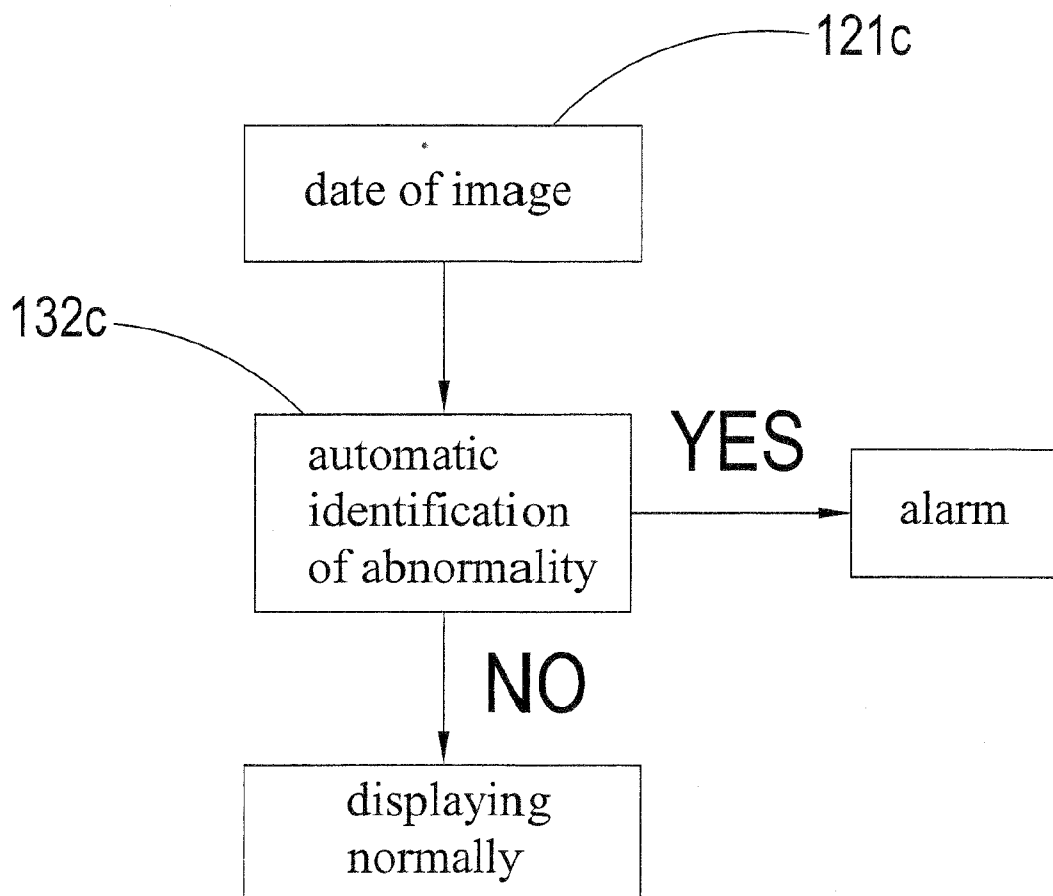 121c
date of image
132c
automatic
identification
of abnormality
YES
alarm
NO
displaying
normally